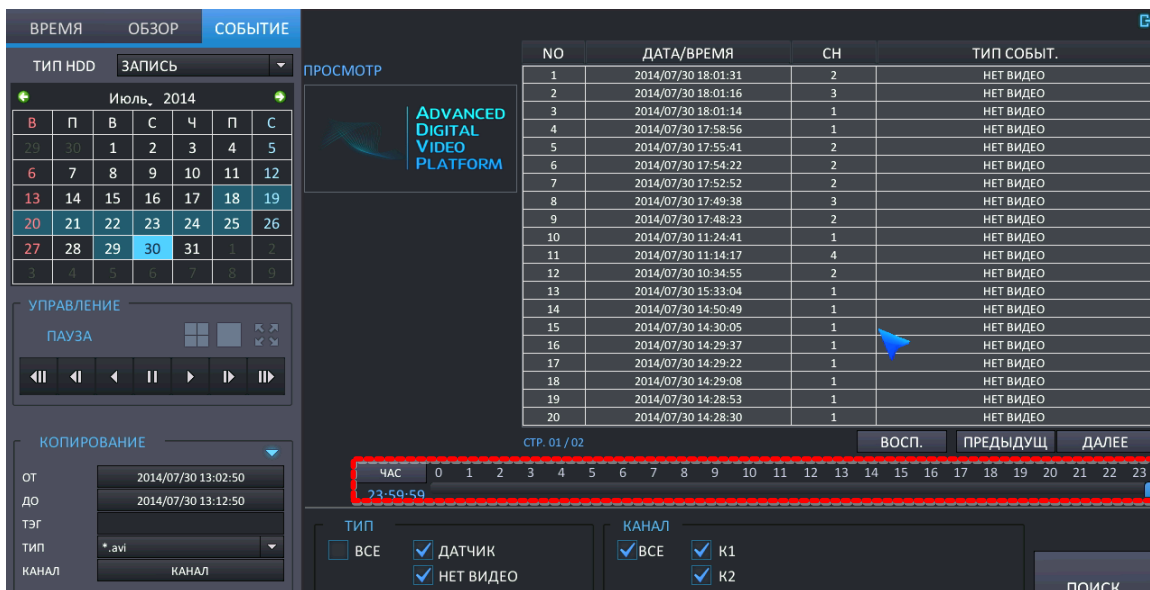 ВРЕМЯ ОБЗОР СОБЫТИЕ
ТИП HDD ЗАПИСЬ
Июль, 2014
В П В С Ч П С
29 30 1 2 3 4 5
6 7 8 9 10 11 12
13 14 15 16 17 18 19
20 21 22 23 24 25 26
27 28 29 30 31 1 2
3 4 5 6 7 8 9
УПРАВЛЕНИЕ
ПАУЗА
КОПИРОВАНИЕ
ОТ 2014/07/30 13:02:50
ДО 2014/07/30 13:12:50
ТЭГ
ТИП *.avi
КАНАЛ КАНАЛ
ПРОСМОТР
ADVANCED
DIGITAL
VIDEO
PLATFORM
NO ДАТА/ВРЕМЯ CH ТИП СОБЫТ.
1 2014/07/30 18:01:31 2 НЕТ ВИДЕО
2 2014/07/30 18:01:16 3 НЕТ ВИДЕО
3 2014/07/30 18:01:14 1 НЕТ ВИДЕО
4 2014/07/30 17:58:56 1 НЕТ ВИДЕО
5 2014/07/30 17:55:41 2 НЕТ ВИДЕО
6 2014/07/30 17:54:22 2 НЕТ ВИДЕО
7 2014/07/30 17:52:52 2 НЕТ ВИДЕО
8 2014/07/30 17:49:38 3 НЕТ ВИДЕО
9 2014/07/30 17:48:23 2 НЕТ ВИДЕО
10 2014/07/30 11:24:41 1 НЕТ ВИДЕО
11 2014/07/30 11:14:17 4 НЕТ ВИДЕО
12 2014/07/30 10:34:55 2 НЕТ ВИДЕО
13 2014/07/30 15:33:04 1 НЕТ ВИДЕО
14 2014/07/30 14:50:49 1 НЕТ ВИДЕО
15 2014/07/30 14:30:05 1 НЕТ ВИДЕО
16 2014/07/30 14:29:37 1 НЕТ ВИДЕО
17 2014/07/30 14:29:22 1 НЕТ ВИДЕО
18 2014/07/30 14:29:08 1 НЕТ ВИДЕО
19 2014/07/30 14:28:53 1 НЕТ ВИДЕО
20 2014/07/30 14:28:30 1 НЕТ ВИДЕО
СТР. 01 / 02 ВОСП. ПРЕДЫДУЩ ДАЛЕЕ
ЧАС 0 1 2 3 4 5 6 7 8 9 10 11 12 13 14 15 16 17 18 19 20 21 22 23
23:59:59
ТИП
ВСЕ ДАТЧИК
НЕТ ВИДЕО
КАНАЛ
ВСЕ К1
К2
ПОИСК